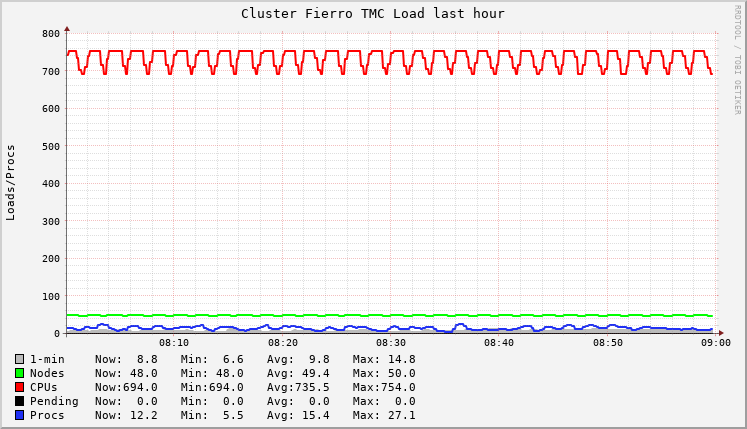 Cluster Fierro TMC Load last hour
RRDTOOL / TOBI OETIKER
Loads/Procs
800
700
600
500
400
300
200
100
0
08:10 08:20 08:30 08:40 08:50 09:00
1-min Now: 8.8 Min: 6.6 Avg: 9.8 Max: 14.8
Nodes Now: 48.0 Min: 48.0 Avg: 49.4 Max: 50.0
CPUs Now:694.0 Min:694.0 Avg:735.5 Max:754.0
Pending Now: 0.0 Min: 0.0 Avg: 0.0 Max: 0.0
Procs Now: 12.2 Min: 5.5 Avg: 15.4 Max: 27.1